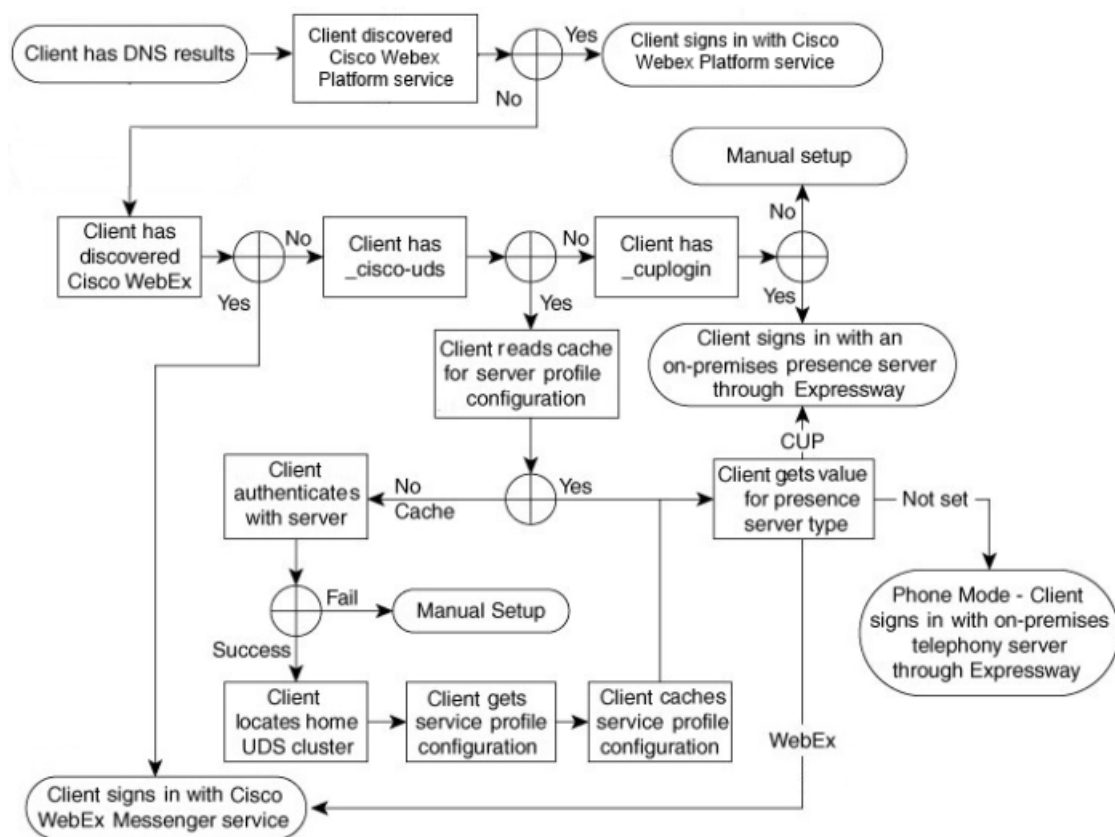 Client has DNS results
Client discovered
Cisco Webex
Platform service
Yes
Client signs in with Cisco
Webex Platform service
No
Manual setup
Client has
discovered
Cisco WebEx
No
Client has
_cisco-uds
No
Client has
_cuplogin
No
Yes
Yes
Yes
Client reads cache
for server profile
configuration
Client signs in with an
on-premises presence server
through Expressway
CUP
Client
authenticates
with server
No
Cache
Yes
Client gets value
for presence
server type
Not set
Fail
Manual Setup
Success
Phone Mode - Client
signs in with on-premises
telephony server
through Expressway
Client
locates home
UDS cluster
Client gets
service profile
configuration
Client caches
service profile
configuration
WebEx
Client signs in with Cisco
WebEx Messenger service